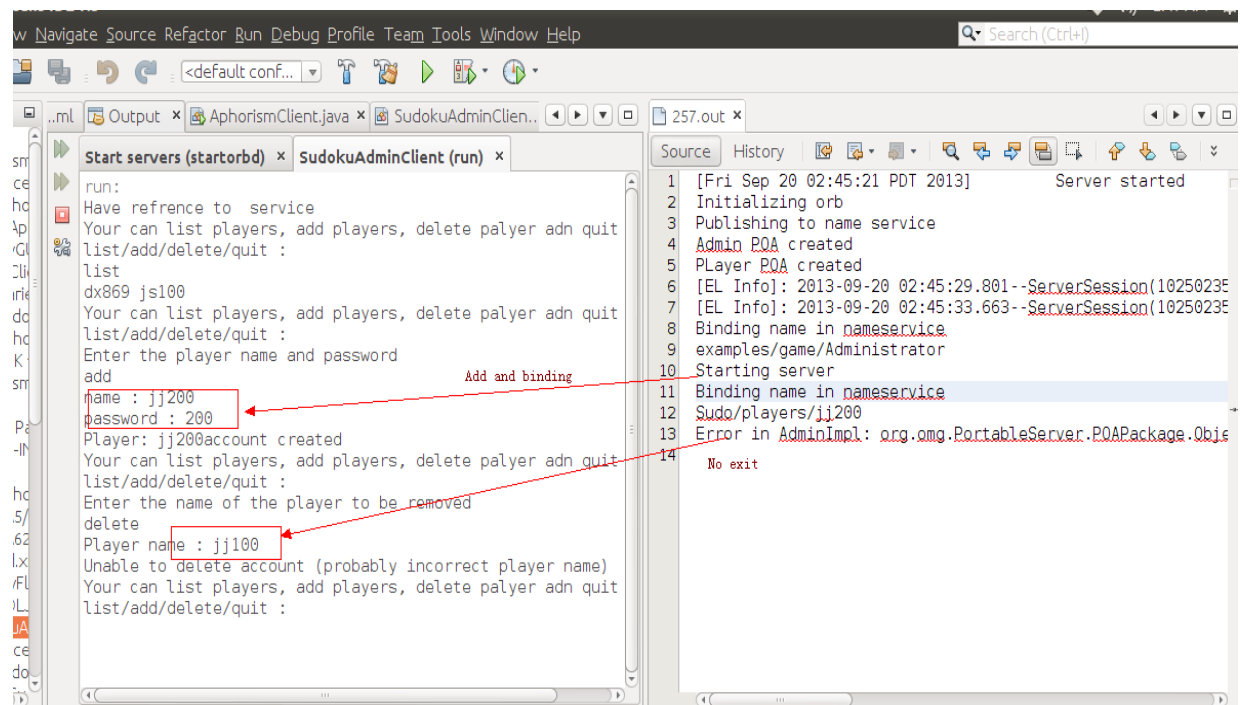 w Navigate Source Refactor Run Debug Profile Team Tools Window Help
Search (Ctrl+I)
<default conf...
..ml Output AphorismClient.java SudokuAdminClien..
257.out
Start servers (startorbd) SudokuAdminClient (run)
Source History
run:
Have refrence to service
Your can list players, add players, delete palyer adn quit
list/add/delete/quit :
list
dx869 js100
Your can list players, add players, delete palyer adn quit
list/add/delete/quit :
Enter the player name and password
add
name : jj200
password : 200
Player: jj200account created
Your can list players, add players, delete palyer adn quit
list/add/delete/quit :
Enter the name of the player to be removed
delete
Player name : jj100
Unable to delete account (probably incorrect player name)
Your can list players, add players, delete palyer adn quit
list/add/delete/quit :
Add and binding
1 [Fri Sep 20 02:45:21 PDT 2013] Server started
2 Initializing orb
3 Publishing to name service
4 Admin POA created
5 PLayer POA created
6 [EL Info]: 2013-09-20 02:45:29.801--ServerSession(10250235
7 [EL Info]: 2013-09-20 02:45:33.663--ServerSession(10250235
8 Binding name in nameservice
9 examples/game/Administrator
10 Starting server
11 Binding name in nameservice
12 Sudo/players/jj200
13 Error in AdminImpl: org.omg.PortableServer.POAPackage.Obje
14
No exit